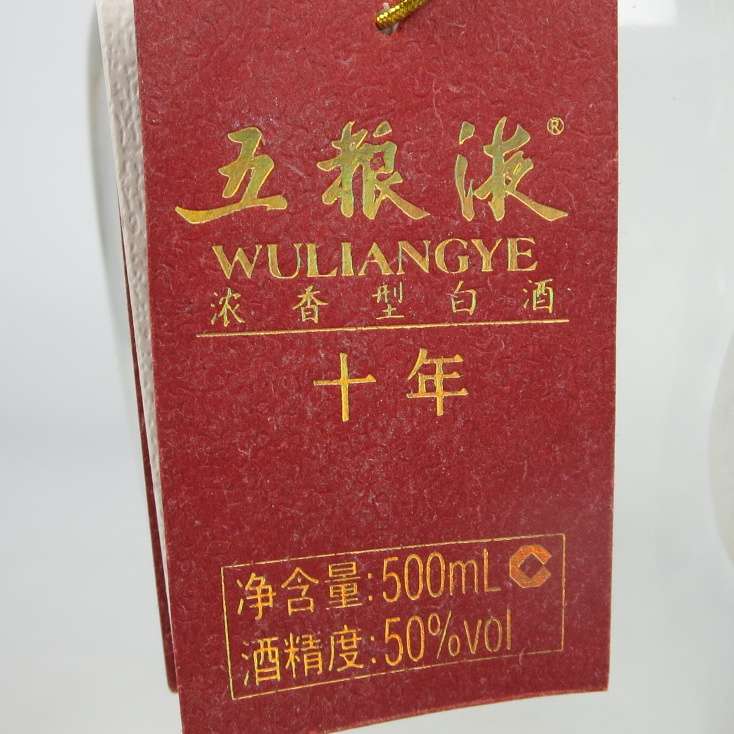 五粮液®
WULIANGYE
浓香型白酒
十年
净含量:500mL
酒精度:50%vol